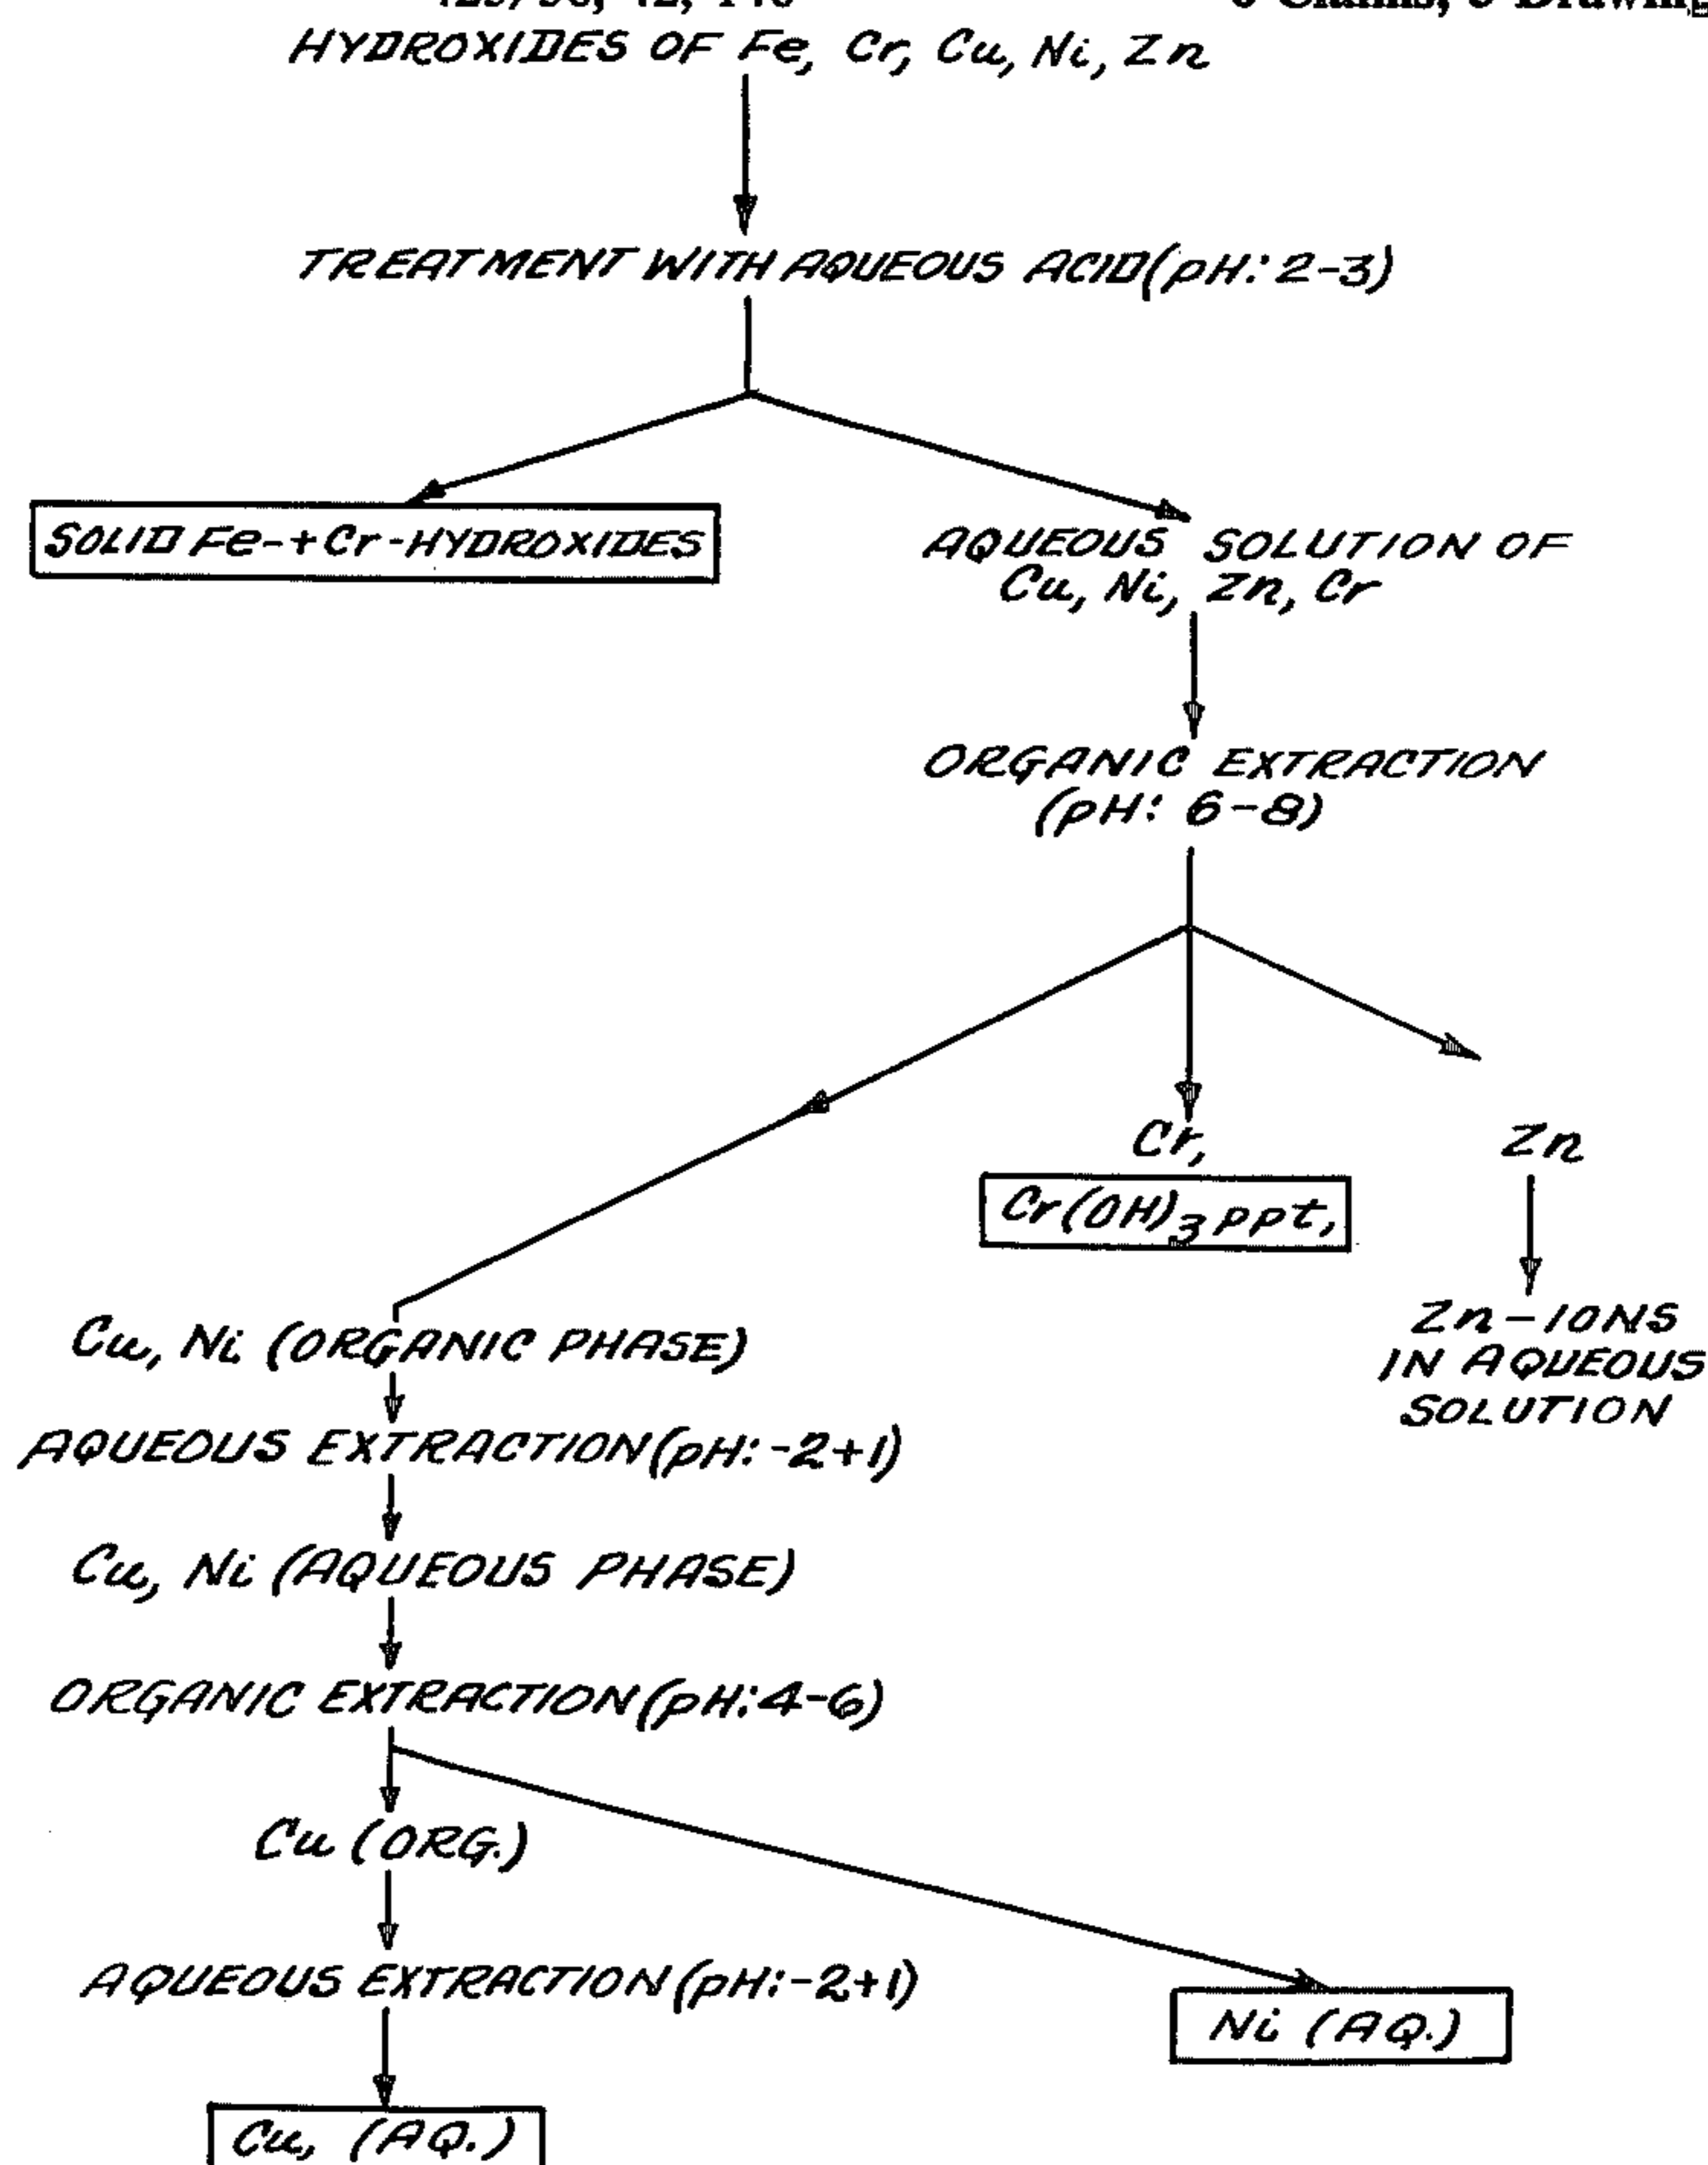 HYDROXIDES OF Fe, Cr, Cu, Ni, Zn
TREATMENT WITH AQUEOUS ACID (pH: 2-3)
SOLID Fe-+Cr-HYDROXIDES
AQUEOUS SOLUTION OF
Cu, Ni, Zn, Cr
ORGANIC EXTRACTION
(pH: 6-8)
Cr,
Cr(OH)3 ppt,
Zn
Zn-IONS
IN AQUEOUS
SOLUTION
Cu, Ni (ORGANIC PHASE)
AQUEOUS EXTRACTION (pH:-2+1)
Cu, Ni (AQUEOUS PHASE)
ORGANIC EXTRACTION (pH:4-6)
Cu (ORG.)
AQUEOUS EXTRACTION (pH:-2+1)
Ni (AQ.)
Cu, (AQ.)